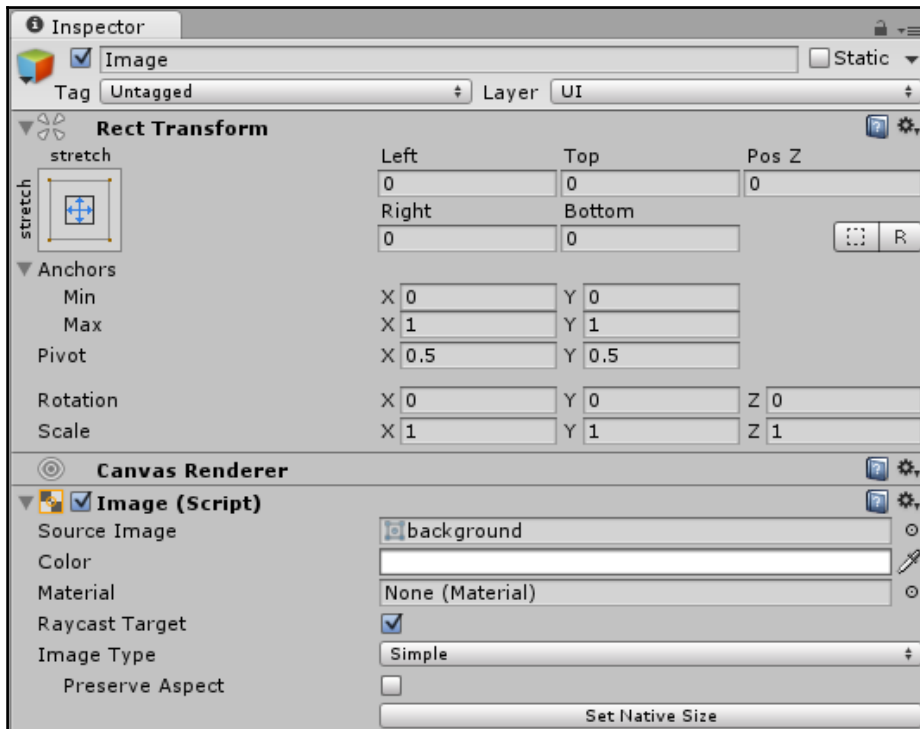 Inspector
Image Static
Tag Untagged Layer UI
Rect Transform
stretch Left Top Pos Z
stretch
0 0 0
Right Bottom
0 0 R
Anchors
Min X 0 Y 0
Max X 1 Y 1
Pivot X 0.5 Y 0.5
Rotation X 0 Y 0 Z 0
Scale X 1 Y 1 Z 1
Canvas Renderer
Image (Script)
Source Image background
Color
Material None (Material)
Raycast Target
Image Type Simple
Preserve Aspect
Set Native Size